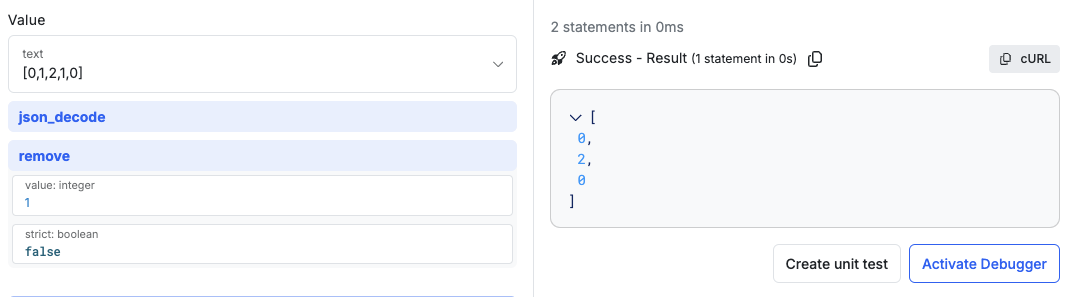 Value
text
[0,1,2,1,0]
json_decode
remove
value: integer
1
strict: boolean
false
2 statements in 0ms
Success - Result (1 statement in 0s)
cURL
[
0,
2,
0
]
Create unit test
Activate Debugger